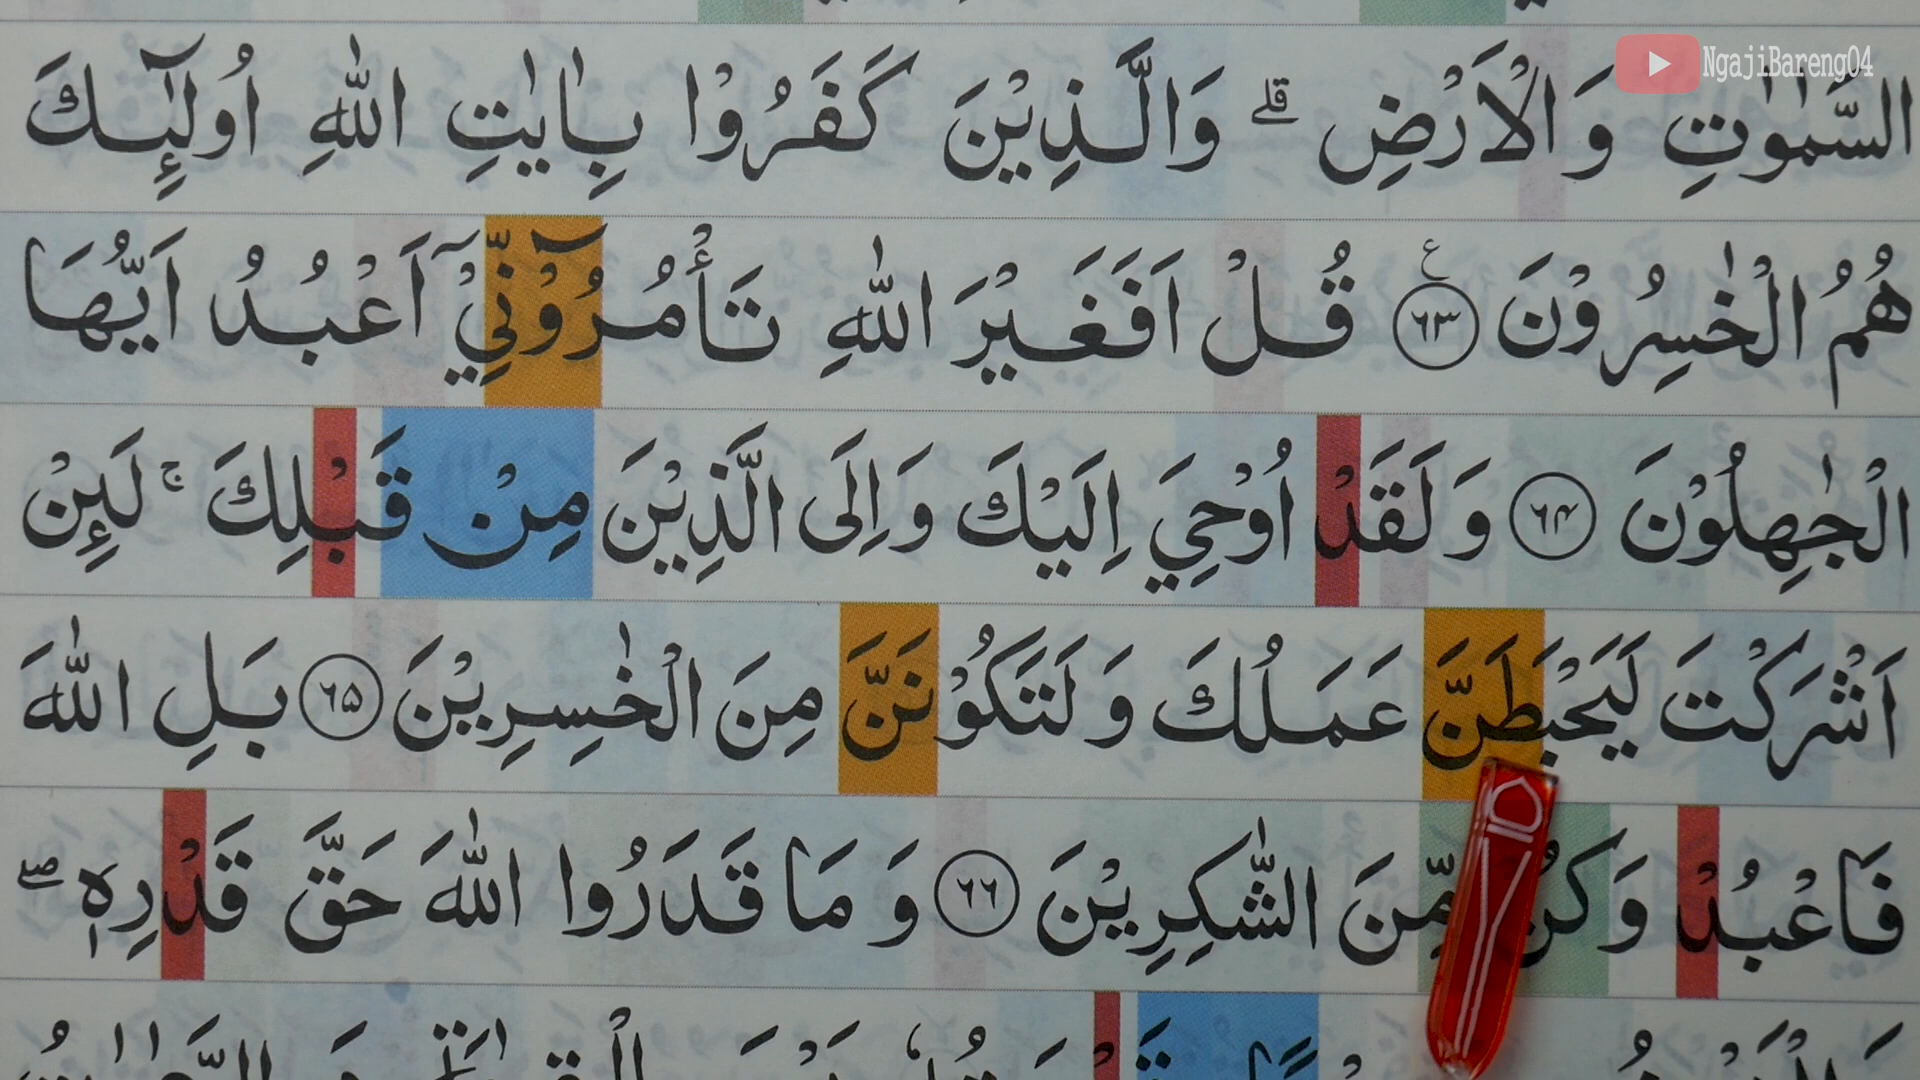 NgajiBareng04
السَّمٰوٰتِ وَالْاَرْضِ ۗ وَالَّذِيْنَ كَفَرُوْا بِاٰيٰتِ اللّٰهِ اُولٰۤىِٕكَ
هُمُ الْخٰسِرُوْنَ ࣖ ٦٣ قُلْ اَفَغَيْرَ اللّٰهِ تَأْمُرُوْۤنِّيْٓ اَعْبُدُ اَيُّهَا
الْجٰهِلُوْنَ ٦٤ وَلَقَدْ اُوْحِيَ اِلَيْكَ وَاِلَى الَّذِيْنَ مِنْ قَبْلِكَ ۚ لَىِٕنْ
اَشْرَكْتَ لَيَحْبَطَنَّ عَمَلُكَ وَلَتَكُوْنَنَّ مِنَ الْخٰسِرِيْنَ ٦٥ بَلِ اللّٰهَ
فَاعْبُدْ وَكُنْ مِّنَ الشّٰكِرِيْنَ ٦٦ وَمَا قَدَرُوا اللّٰهَ حَقَّ قَدْرِهٖ ۖ